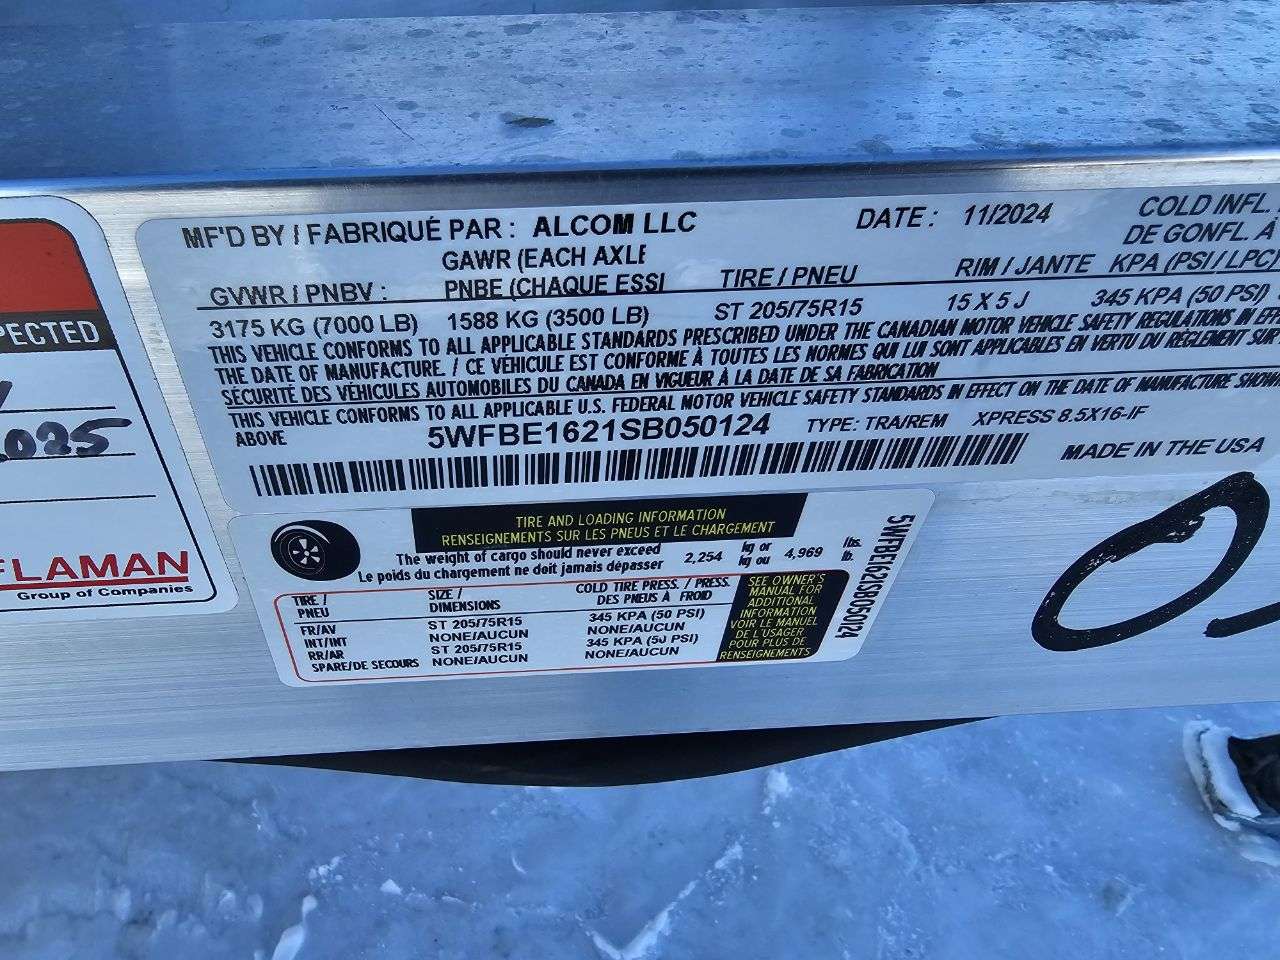 PECTED
2025
FLAMAN
Group of Companies
MF'D BY / FABRIQUÉ PAR : ALCOM LLC DATE : 11/2024 COLD INFL.
GAWR (EACH AXLE DE GONFL. A
GVWR / PNBV : PNBE (CHAQUE ESSI TIRE / PNEU RIM / JANTE KPA (PSI / LPC)
3175 KG (7000 LB) 1588 KG (3500 LB) ST 205/75R15 15 X 5 J 345 KPA (50 PSI)
THIS VEHICLE CONFORMS TO ALL APPLICABLE STANDARDS PRESCRIBED UNDER THE CANADIAN MOTOR VEHICLE SAFETY REGULATIONS IN EFF
THE DATE OF MANUFACTURE. / CE VÉHICULE EST CONFORME À TOUTES LES NORMES QUI LUI SONT APPLICABLES EN VERTU DU RÈGLEMENT SUR
SÉCURITÉ DES VÉHICULES AUTOMOBILES DU CANADA EN VIGUEUR À LA DATE DE SA FABRICATION
THIS VEHICLE CONFORMS TO ALL APPLICABLE U.S. FEDERAL MOTOR VEHICLE SAFETY STANDARDS IN EFFECT ON THE DATE OF MANUFACTURE SHOWN
ABOVE 5WFBE1621SB050124 TYPE: TRA/REM XPRESS 8.5X16-IF
MADE IN THE USA
TIRE AND LOADING INFORMATION
RENSEIGNEMENTS SUR LES PNEUS ET LE CHARGEMENT
The weight of cargo should never exceed 2,254 kg or 4,969 lbs.
Le poids du chargement ne doit jamais dépasser kg ou lb.
TIRE / SIZE / COLD TIRE PRESS. / PRESS.
PNEU DIMENSIONS DES PNEUS À FROID
FR/AV ST 205/75R15 345 KPA (50 PSI)
INT/INT NONE/AUCUN NONE/AUCUN
RR/AR ST 205/75R15 345 KPA (50 PSI)
SPARE/DE SECOURS NONE/AUCUN NONE/AUCUN
SEE OWNER'S
MANUAL FOR
ADDITIONAL
INFORMATION
VOIR LE MANUEL
DE L'USAGER
POUR PLUS DE
RENSEIGNEMENTS
5WFBE1621SB050124